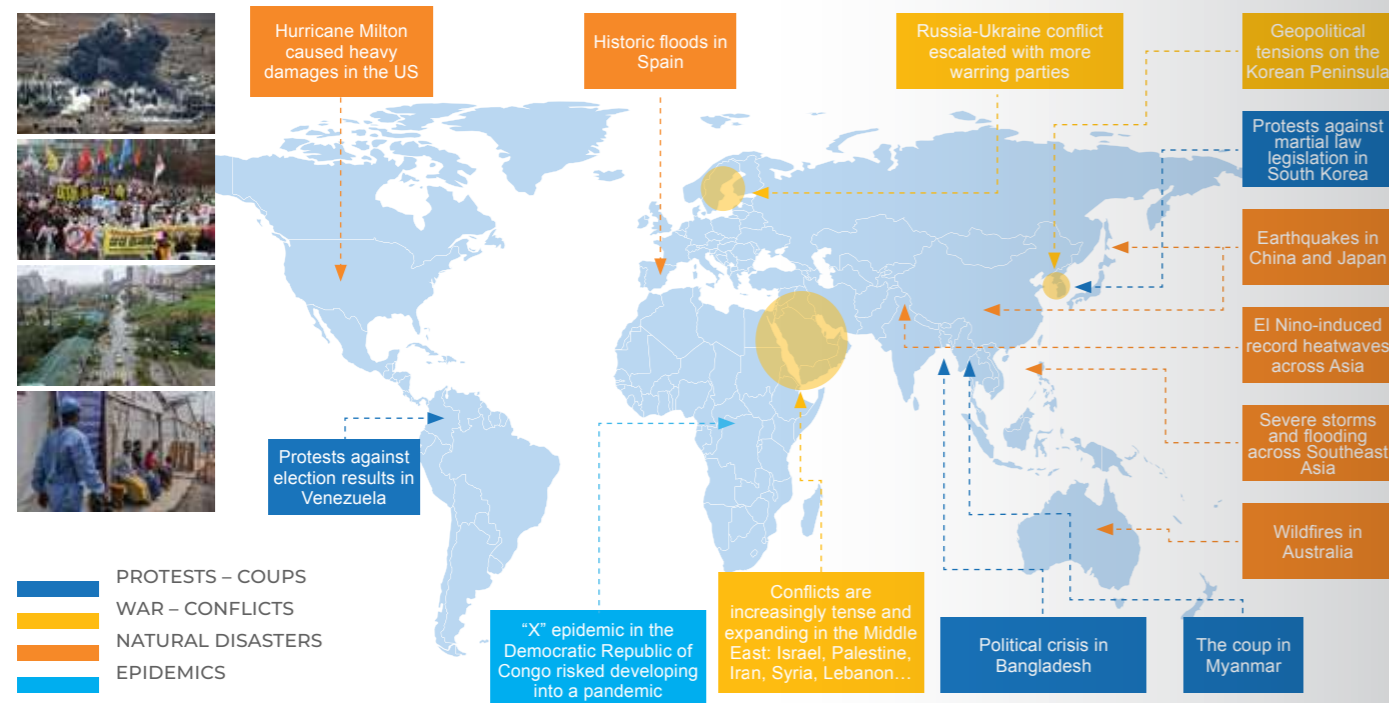 Hurricane Milton
caused heavy
damages in the US
Historic floods in
Spain
Russia-Ukraine conflict
escalated with more
warring parties
Geopolitical
tensions on the
Korean Peninsula
Protests against
martial law
legislation in
South Korea
Earthquakes in
China and Japan
El Nino-induced
record heatwaves
across Asia
Severe storms
and flooding
across Southeast
Asia
Wildfires in
Australia
Protests against
election results in
Venezuela
PROTESTS – COUPS
WAR – CONFLICTS
NATURAL DISASTERS
EPIDEMICS
“X” epidemic in the
Democratic Republic of
Congo risked developing
into a pandemic
Conflicts are
increasingly tense and
expanding in the Middle
East: Israel, Palestine,
Iran, Syria, Lebanon…
Political crisis in
Bangladesh
The coup in
Myanmar